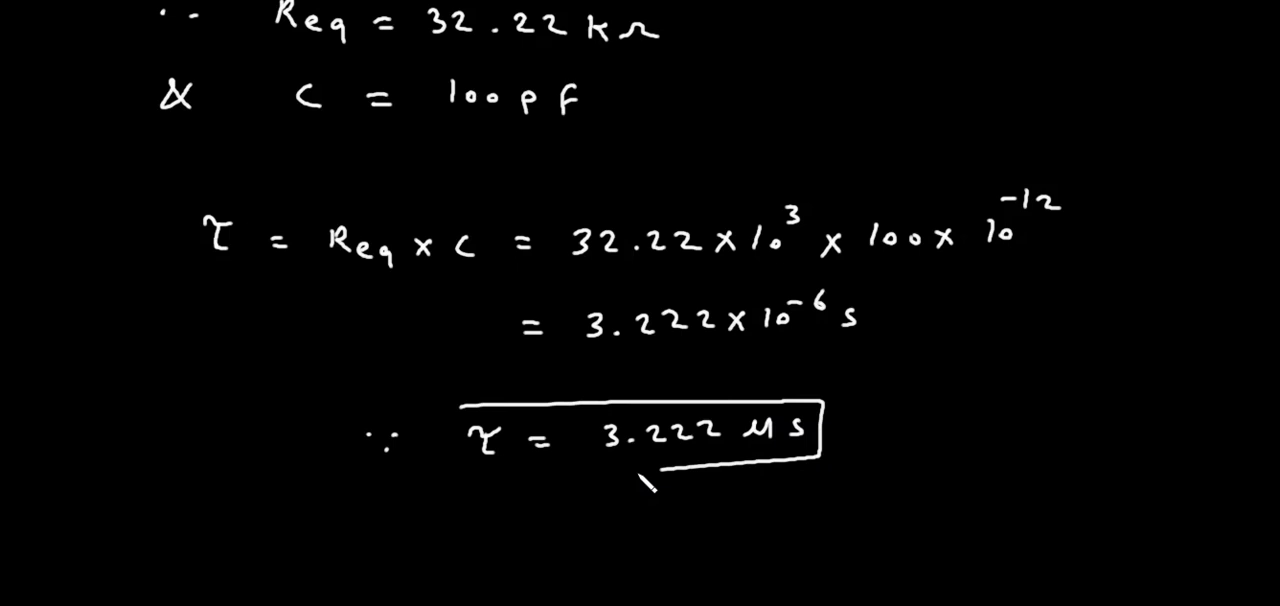 ∵ Req = 32.22 kΩ
& C = 100 pF
τ = Req × C = 32.22 × 10³ × 100 × 10⁻¹²
= 3.222 × 10⁻⁶ s
∵ τ = 3.222 μs